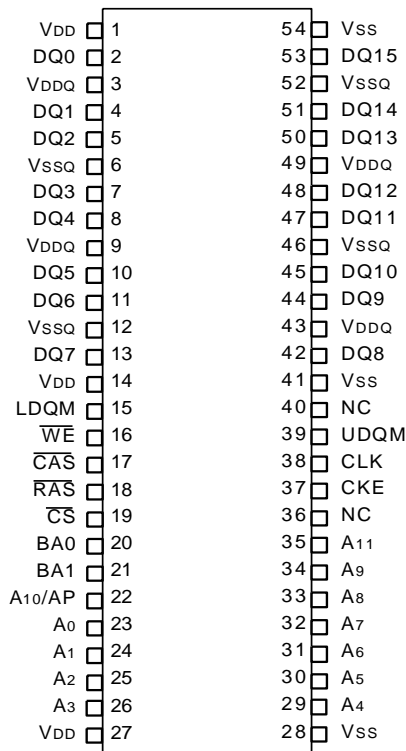 VDD 1 54 VSS
DQ0 2 53 DQ15
VDDQ 3 52 VSSQ
DQ1 4 51 DQ14
DQ2 5 50 DQ13
VSSQ 6 49 VDDQ
DQ3 7 48 DQ12
DQ4 8 47 DQ11
VDDQ 9 46 VSSQ
DQ5 10 45 DQ10
DQ6 11 44 DQ9
VSSQ 12 43 VDDQ
DQ7 13 42 DQ8
VDD 14 41 VSS
LDQM 15 40 NC
W̅E̅ 16 39 UDQM
C̅A̅S̅ 17 38 CLK
R̅A̅S̅ 18 37 CKE
C̅S̅ 19 36 NC
BA0 20 35 A11
BA1 21 34 A9
A10/AP 22 33 A8
A0 23 32 A7
A1 24 31 A6
A2 25 30 A5
A3 26 29 A4
VDD 27 28 VSS